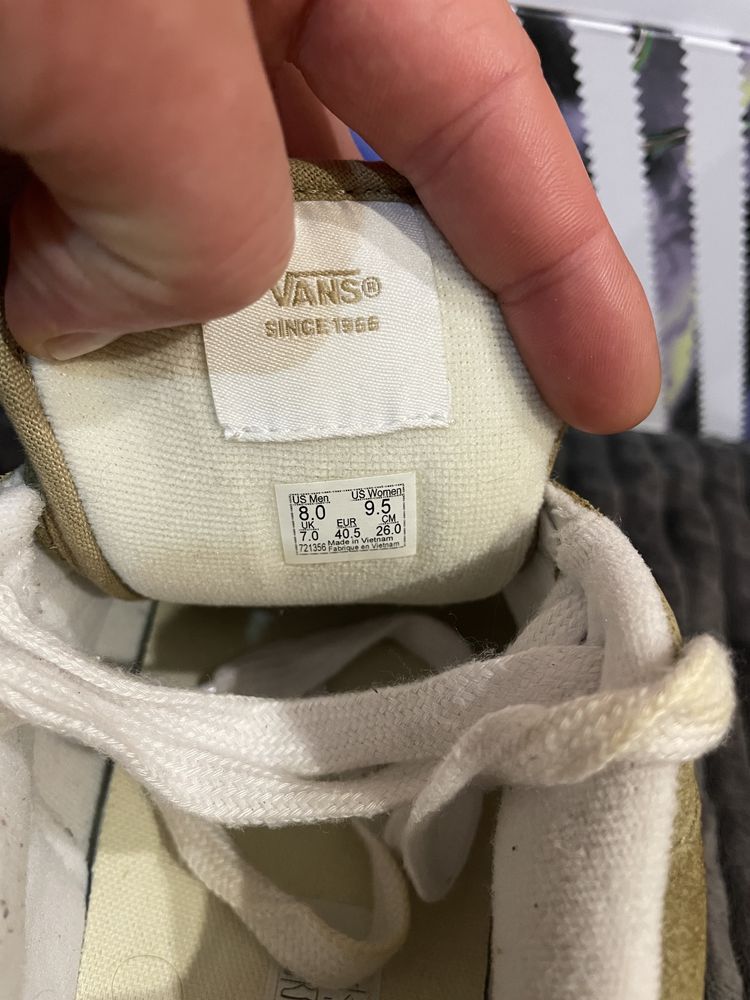 VANS®
SINCE 1966
US Men US Women
8.0 9.5
UK EUR CM
7.0 40.5 26.0
721356 Made in Vietnam
Fabriqué en Vietnam